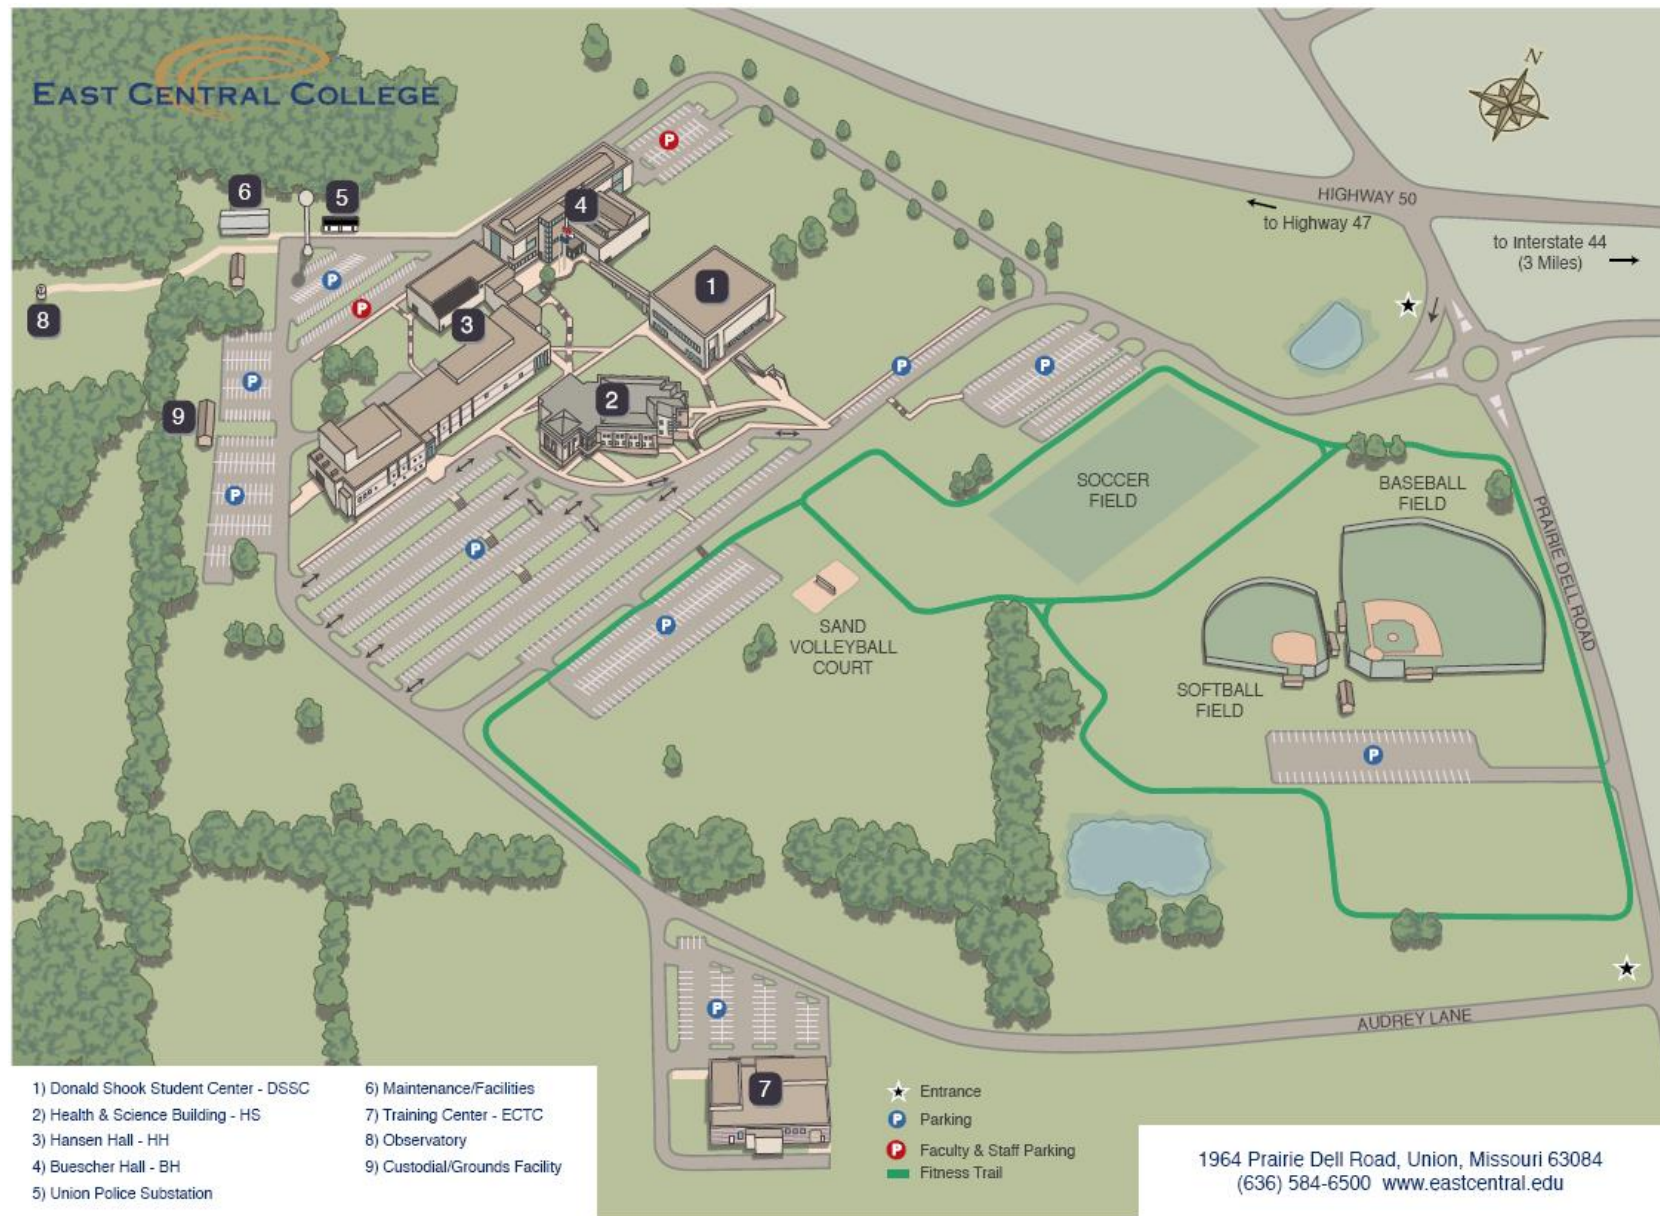 EAST CENTRAL COLLEGE
N
P
HIGHWAY 50
to Highway 47
to Interstate 44
(3 Miles)
6
5
4
1
P
P
8
3
P
P
P
9
2
P
SOCCER
FIELD
BASEBALL
FIELD
PRAIRIE DELL ROAD
P
P
SAND
VOLLEYBALL
COURT
SOFTBALL
FIELD
P
P
AUDREY LANE
7
1) Donald Shook Student Center - DSSC
2) Health & Science Building - HS
3) Hansen Hall - HH
4) Buescher Hall - BH
5) Union Police Substation
6) Maintenance/Facilities
7) Training Center - ECTC
8) Observatory
9) Custodial/Grounds Facility
Entrance
P Parking
P Faculty & Staff Parking
Fitness Trail
1964 Prairie Dell Road, Union, Missouri 63084
(636) 584-6500 www.eastcentral.edu